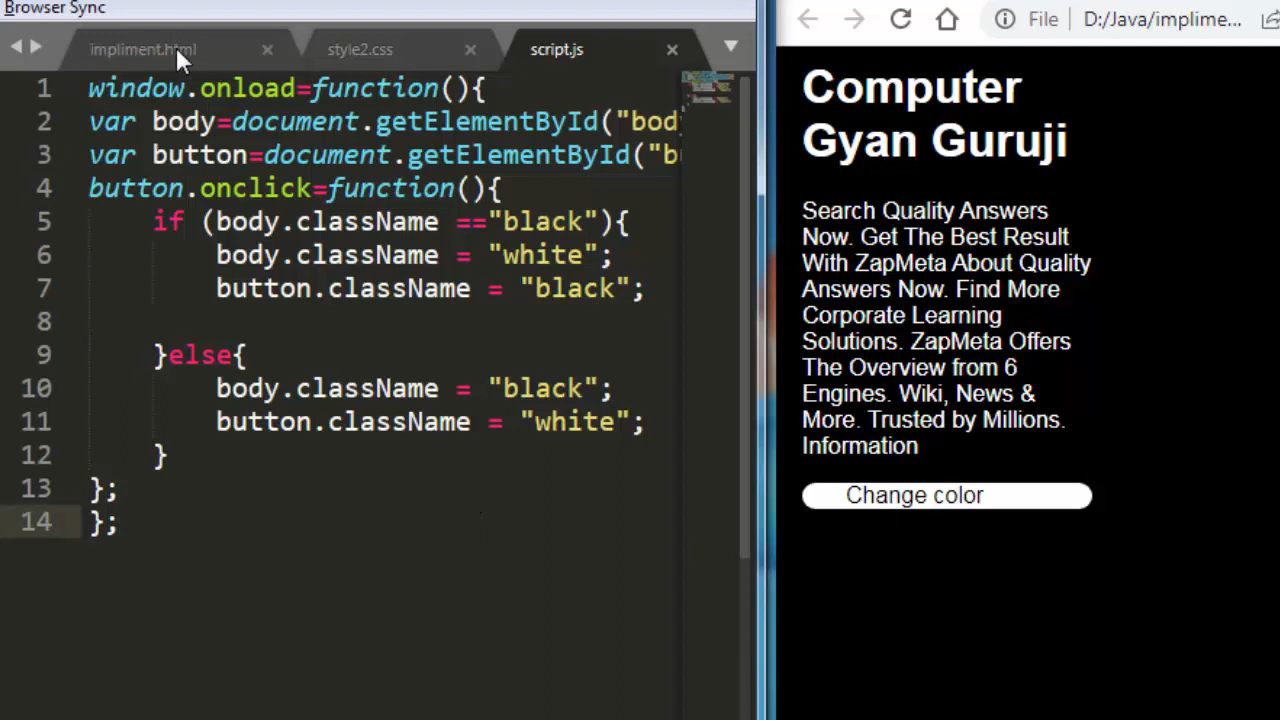 Browser Sync
impliment.html
style2.css
script.js
File
D:/Java/implime...
1 window.onload=function(){
2 var body=document.getElementById("bod
3 var button=document.getElementById("b
4 button.onclick=function(){
5 if (body.className =="black"){
6 body.className = "white";
7 button.className = "black";
8
9 }else{
10 body.className = "black";
11 button.className = "white";
12 }
13 };
14 };
Computer
Gyan Guruji
Search Quality Answers
Now. Get The Best Result
With ZapMeta About Quality
Answers Now. Find More
Corporate Learning
Solutions. ZapMeta Offers
The Overview from 6
Engines. Wiki, News &
More. Trusted by Millions.
Information
Change color